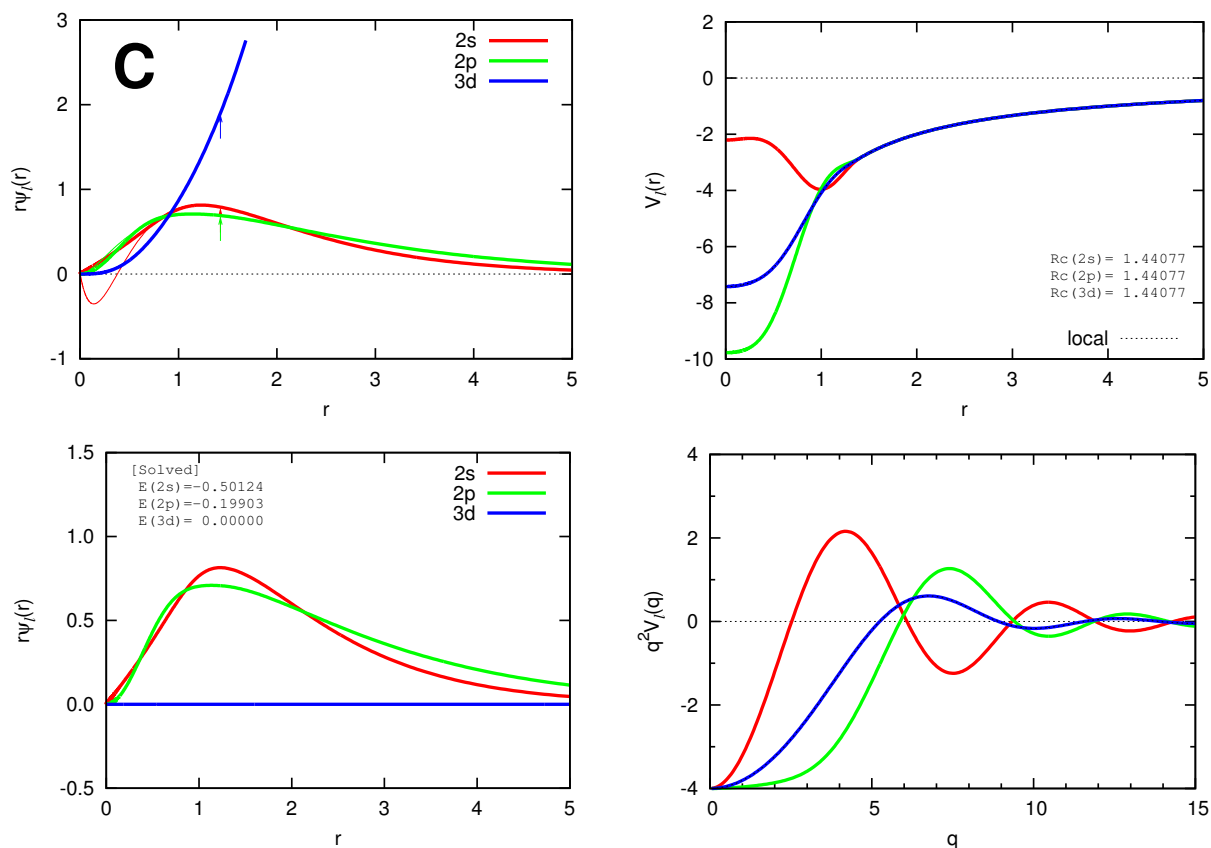 C
2s
2p
3d
rψl(r)
3
2
1
0
-1
0 1 2 3 4 5
r
Vl(r)
2
0
-2
-4
-6
-8
-10
Rc(2s)= 1.44077
Rc(2p)= 1.44077
Rc(3d)= 1.44077
local
0 1 2 3 4 5
r
[Solved]
E(2s)=-0.50124
E(2p)=-0.19903
E(3d)= 0.00000
2s
2p
3d
rψl(r)
1.5
1.0
0.5
0.0
-0.5
0 1 2 3 4 5
r
q2Vl(q)
4
2
0
-2
-4
0 5 10 15
q